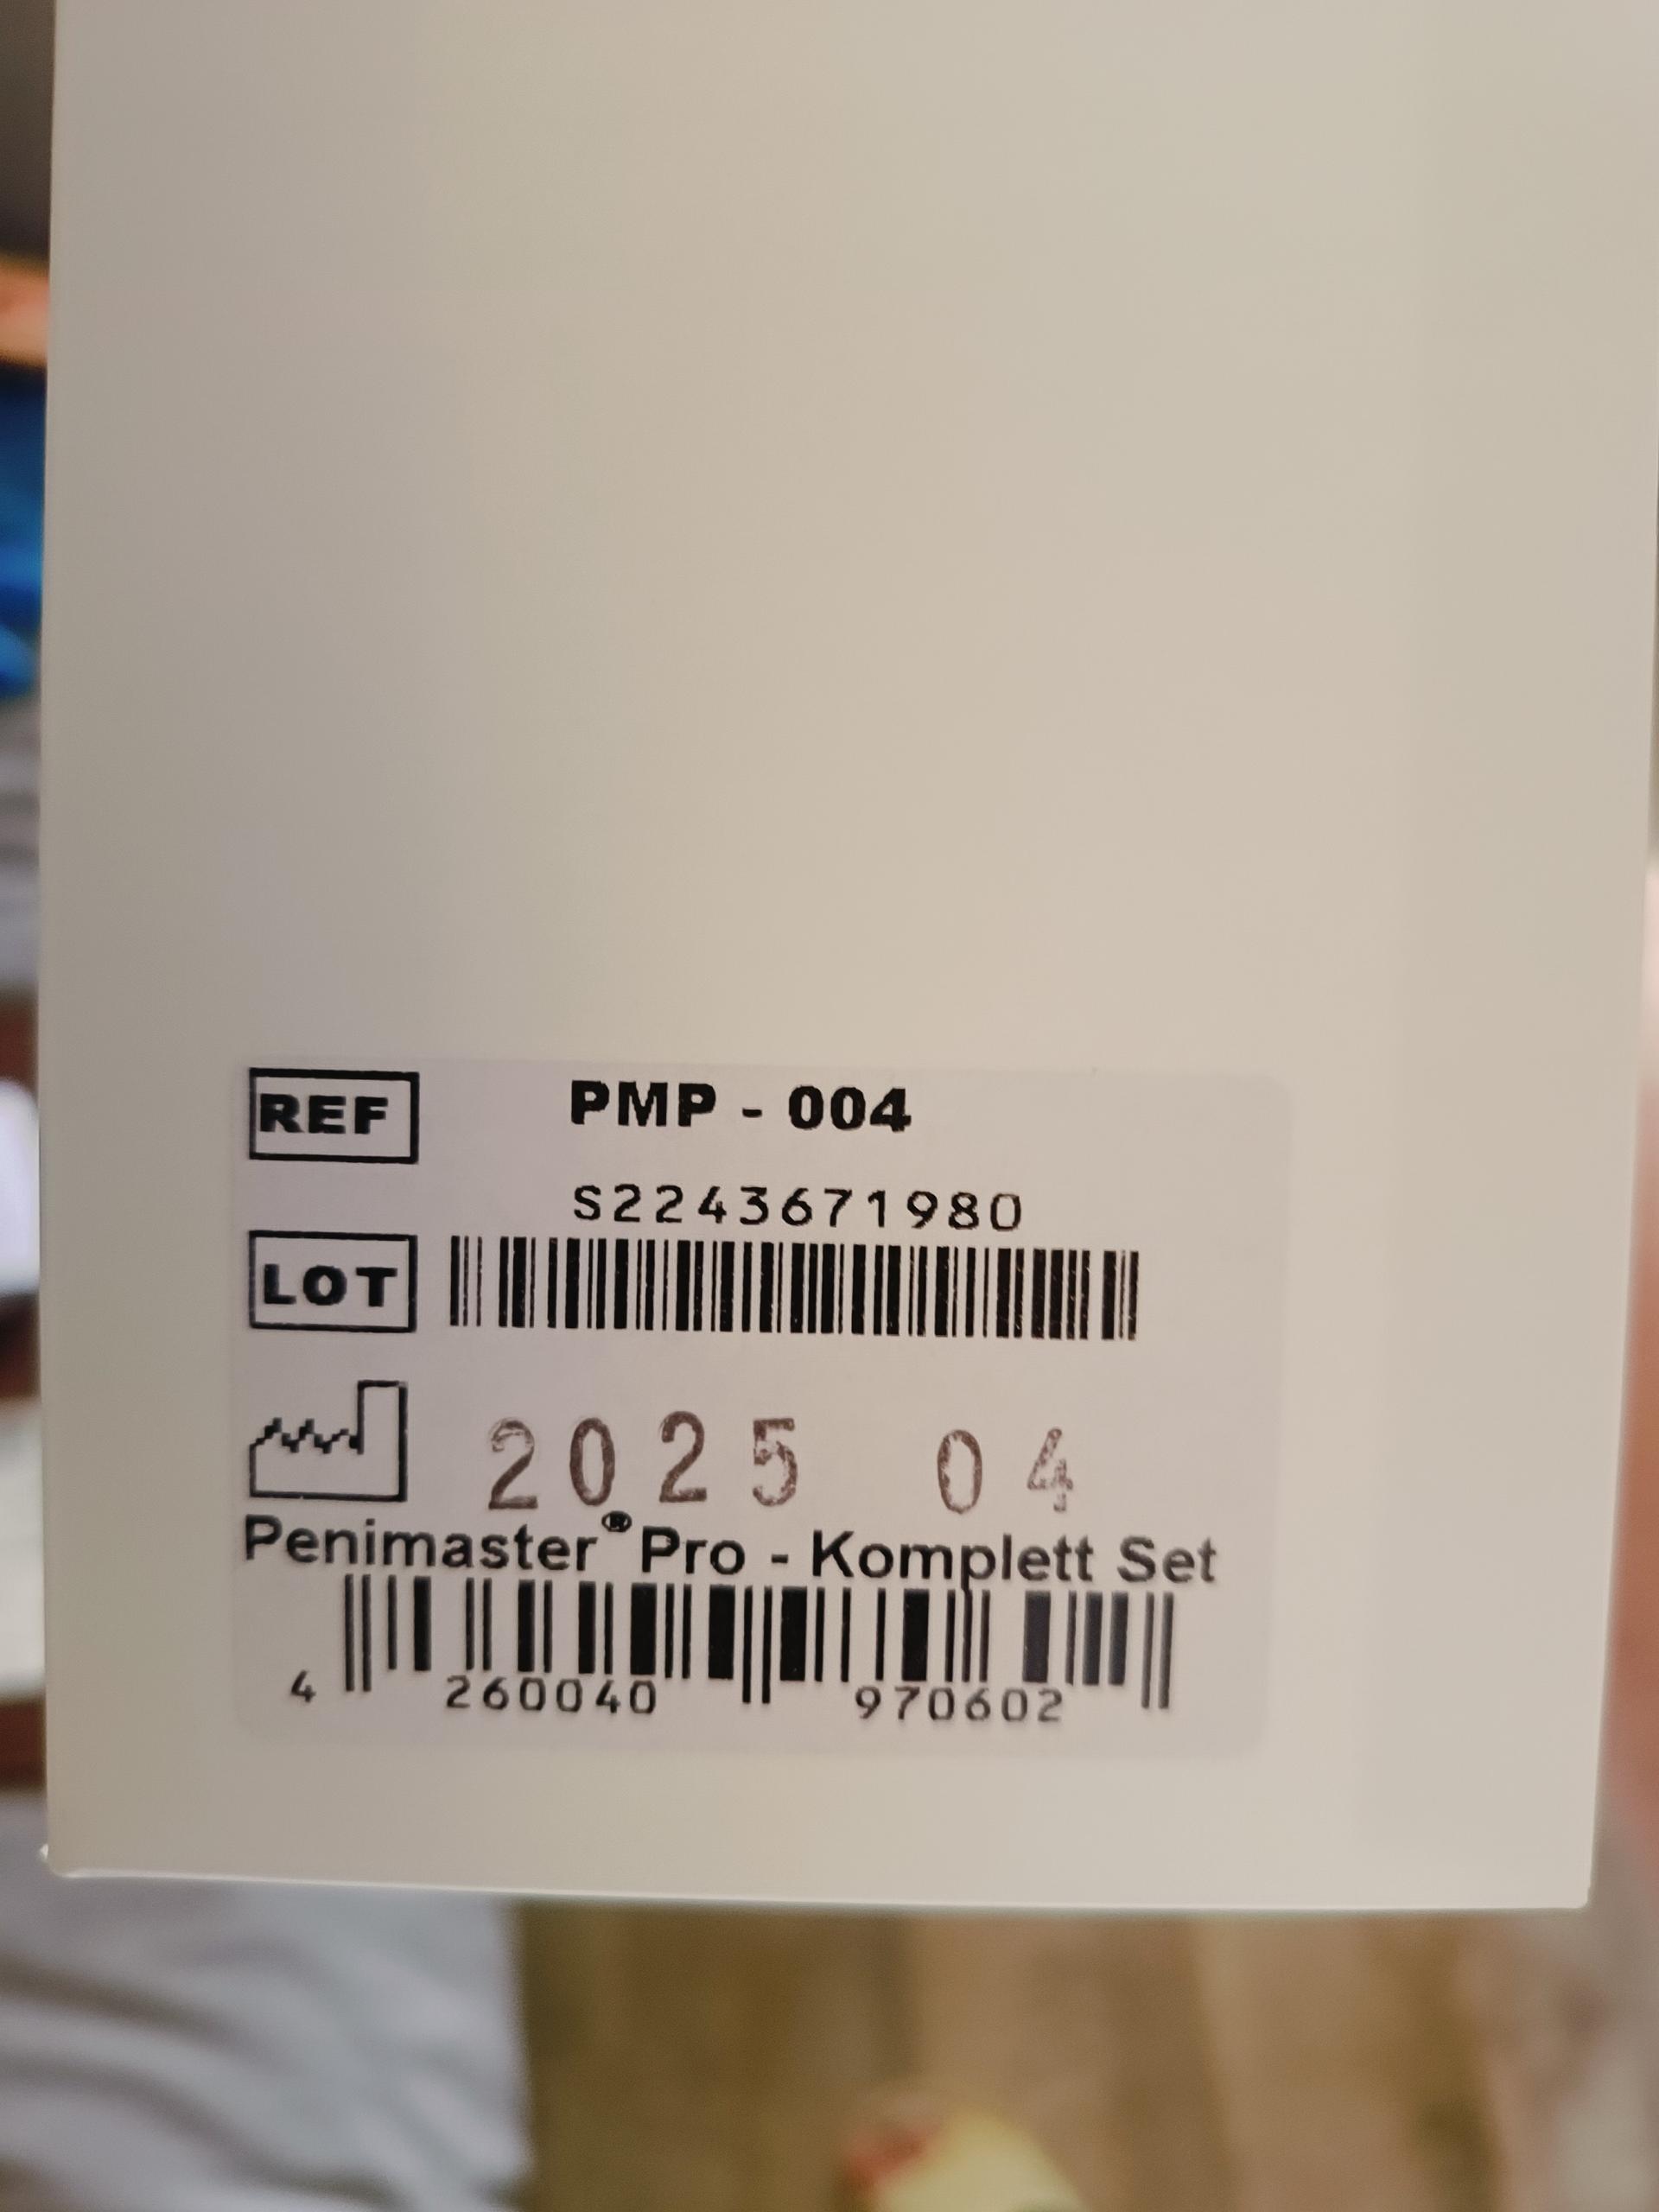 REF PMP - 004
S2243671980
LOT
2025 04
Penimaster® Pro - Komplett Set
4 260040 970602